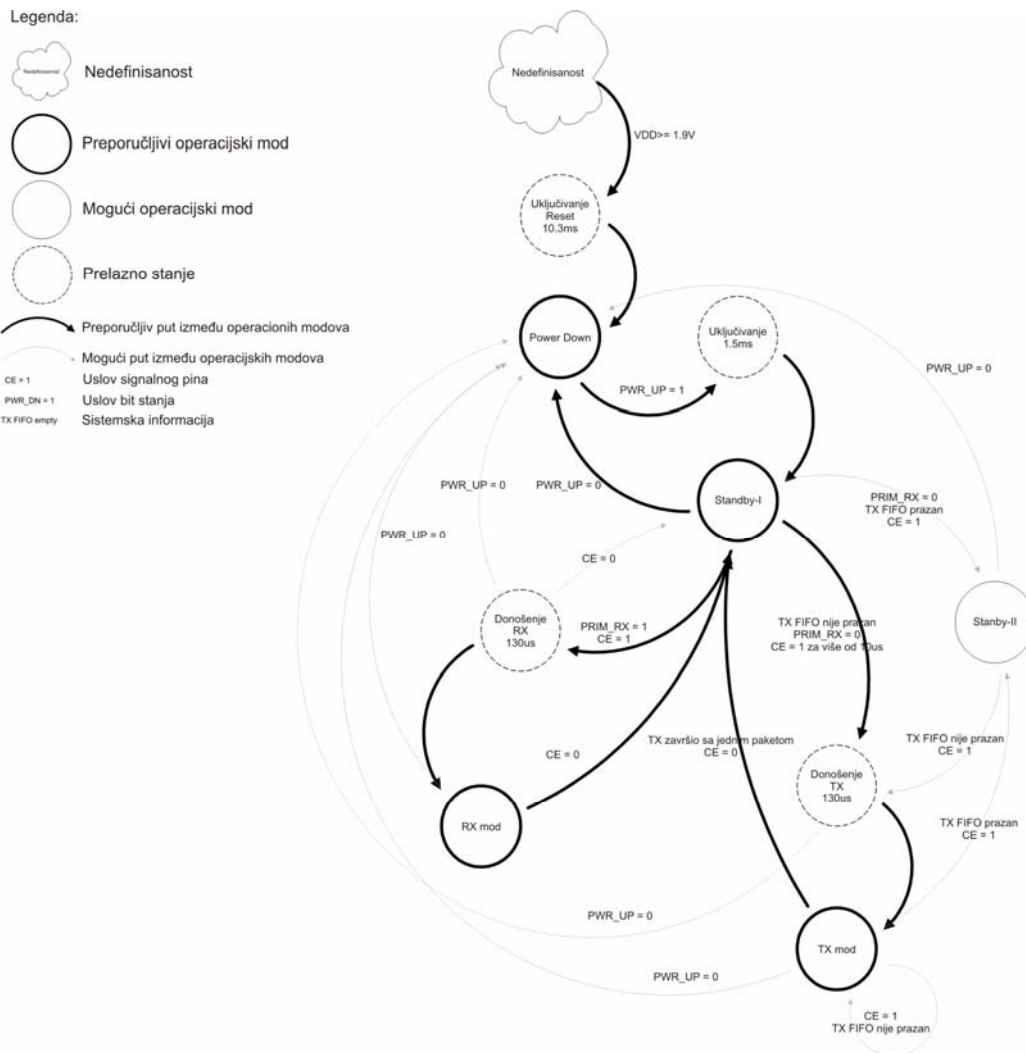 Legenda:
Nedefinisanost
Nedefinisanost
Preporučljivi operacijski mod
Mogući operacijski mod
Prelazno stanje
Preporučljiv put između operacionih modova
Mogući put između operacijskih modova
CE = 1
Uslov signalnog pina
PWR_DN = 1
Uslov bit stanja
TX FIFO empty
Sistemska informacija
Nedefinisanost
VDD>= 1.9V
Uključivanje
Reset
10.3ms
Power Down
Uključivanje
1.5ms
PWR_UP = 0
PWR_UP = 1
PWR_UP = 0
PWR_UP = 0
Standby-I
PRIM_RX = 0
TX FIFO prazan
CE = 1
PWR_UP = 0
CE = 0
Donošenje
RX
130us
PRIM_RX = 1
CE = 1
TX FIFO nije prazan
PRIM_RX = 0
CE = 1 za više od 10us
Stanby-II
CE = 0
TX završio sa jednim paketom
CE = 0
TX FIFO nije prazan
CE = 1
Donošenje
TX
130us
RX mod
TX FIFO prazan
CE = 1
PWR_UP = 0
TX mod
PWR_UP = 0
CE = 1
TX FIFO nije prazan